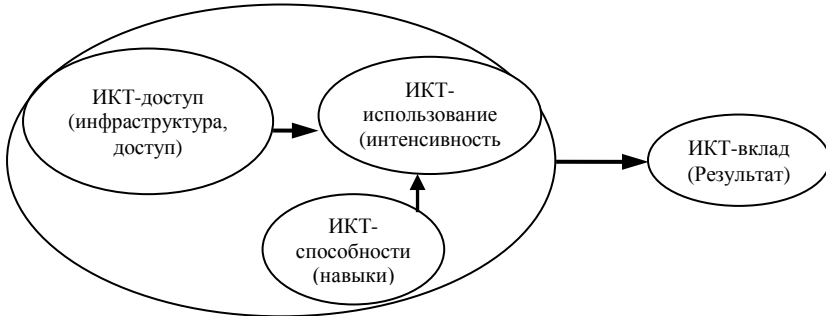 ИКТ-доступ
(инфраструктура,
доступ)
ИКТ-
использование
(интенсивность
ИКТ-
способности
(навыки)
ИКТ-вклад
(Результат)